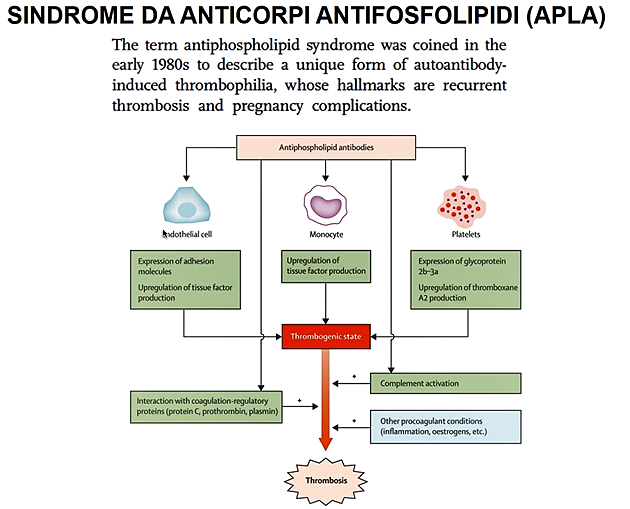 SINDROME DA ANTICORPI ANTIFOSFOLIPIDI (APLA)
The term antiphospholipid syndrome was coined in the
early 1980s to describe a unique form of autoantibody-
induced thrombophilia, whose hallmarks are recurrent
thrombosis and pregnancy complications.
Antiphospholipid antibodies
Endothelial cell
Monocyte
Platelets
Expression of adhesion
molecules
Upregulation of tissue factor
production
Upregulation of
tissue factor production
Expression of glycoprotein
2b–3a
Upregulation of thromboxane
A2 production
Thrombogenic state
+
Complement activation
Interaction with coagulation-regulatory
proteins (protein C, prothrombin, plasmin)
+
+
Other procoagulant conditions
(inflammation, oestrogens, etc.)
Thrombosis